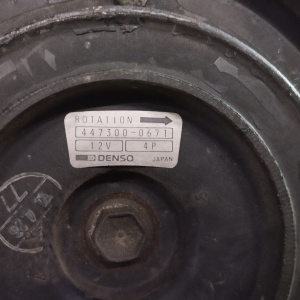 ROTATION
447300-0671
12V 4P
DENSO JAPAN